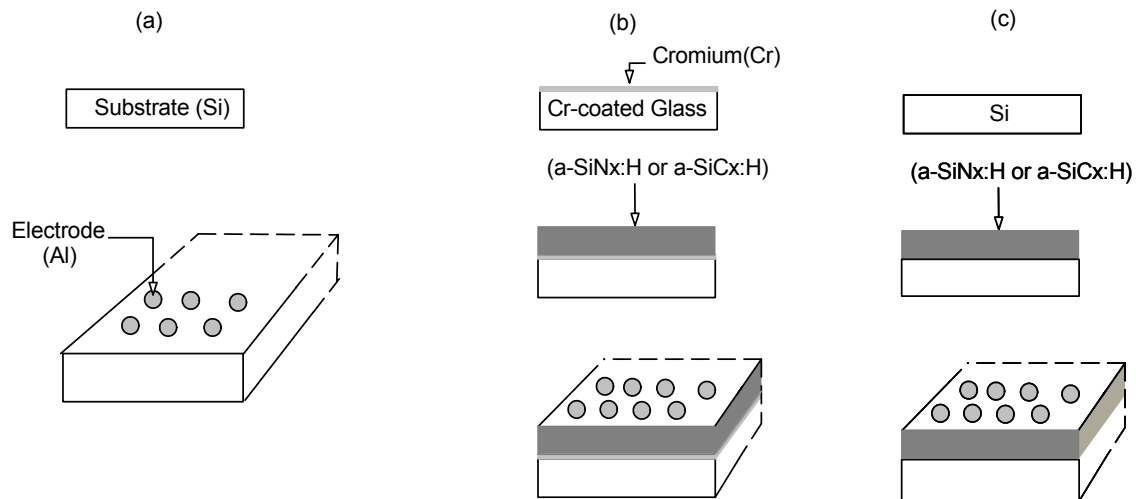 (a)
Substrate (Si)
Electrode
(Al)
(b)
Cromium(Cr)
Cr-coated Glass
(a-SiNx:H or a-SiCx:H)
(c)
Si
(a-SiNx:H or a-SiCx:H)